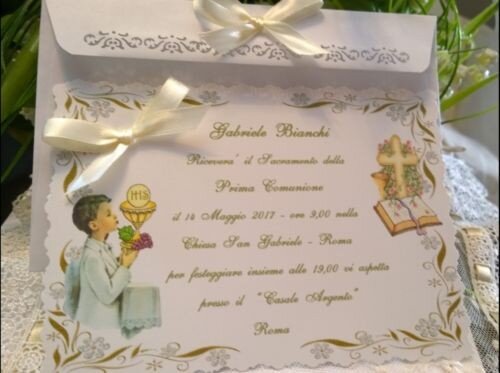 IHS
Gabriele Bianchi
Riceverà il Sacramento della
Prima Comunione
il 14 Maggio 2017 - ore 9,00 nella
Chiesa San Gabriele - Roma
per festeggiare insieme alle 19,00 vi aspetta
presso il "Casale Argento"
Roma